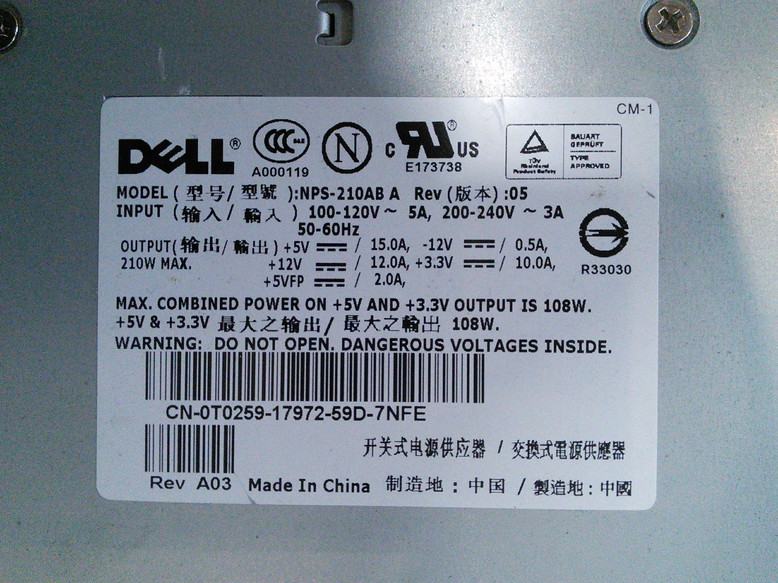 CM-1
DELL® CCC S&E A000119 N c RU® US E173738 TÜV Rheinland Product Safety BAUART GEPRÜFT TYPE APPROVED
MODEL (型号/型號):NPS-210AB A Rev (版本):05
INPUT (输入/輸入) 100-120V ~ 5A, 200-240V ~ 3A
50-60Hz
OUTPUT(输出/輸出) +5V ⎓ / 15.0A, -12V ⎓ / 0.5A,
210W MAX. +12V ⎓ / 12.0A, +3.3V ⎓ / 10.0A,
+5VFP ⎓ / 2.0A,
R33030
MAX. COMBINED POWER ON +5V AND +3.3V OUTPUT IS 108W.
+5V & +3.3V 最大之输出/最大之輸出 108W.
WARNING: DO NOT OPEN. DANGEROUS VOLTAGES INSIDE.
CN-0T0259-17972-59D-7NFE
开关式电源供应器 / 交換式電源供應器
Rev A03 Made In China 制造地:中国 / 製造地:中國